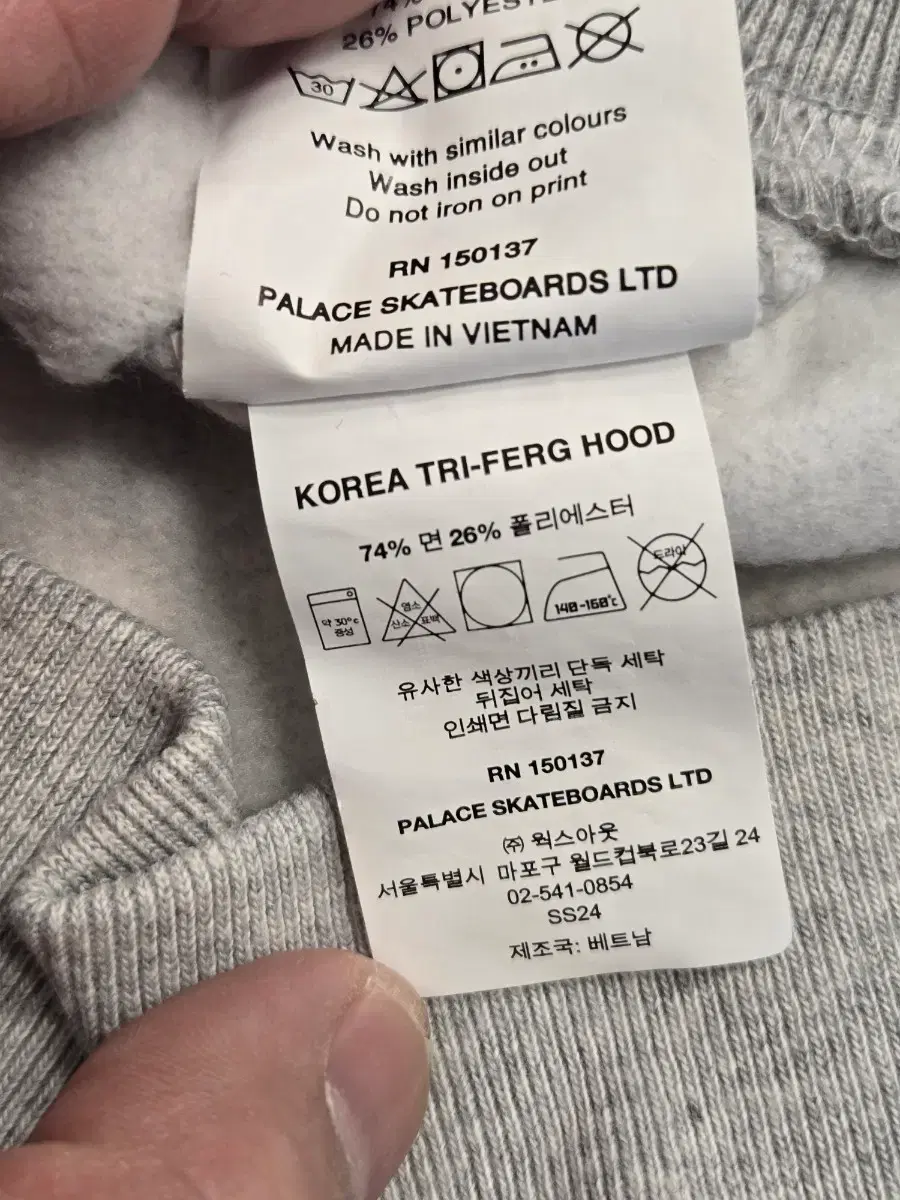 74%
26% POLYEST
30
Wash with similar colours
Wash inside out
Do not iron on print
RN 150137
PALACE SKATEBOARDS LTD
MADE IN VIETNAM
KOREA TRI-FERG HOOD
74% 면 26% 폴리에스터
약 30°c
중성
염소
산소 표백
140-160°c
드라이
유사한 색상끼리 단독 세탁
뒤집어 세탁
인쇄면 다림질 금지
RN 150137
PALACE SKATEBOARDS LTD
㈜ 웍스아웃
서울특별시 마포구 월드컵북로23길 24
02-541-0854
SS24
제조국: 베트남